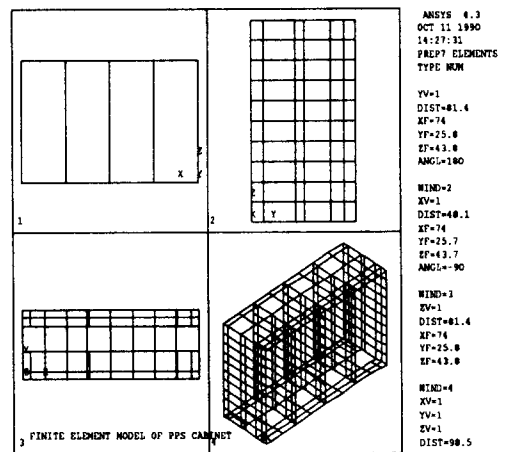 ANSYS 4.3
OCT 11 1990
14:27:31
PREP7 ELEMENTS
TYPE NUM
YV=1
DIST=81.4
XF=74
YF=25.8
ZF=43.8
ANGL=180
WIND=2
XV=1
DIST=48.1
XF=74
YF=25.7
ZF=43.7
ANGL=-90
WIND=3
ZV=1
DIST=81.4
XF=74
YF=25.8
ZF=43.8
WIND=4
XV=1
YV=1
ZV=1
DIST=98.5
Z
X Y
1
Z
X Y
2
Y
3 FINITE ELEMENT MODEL OF PPS CABINET
4